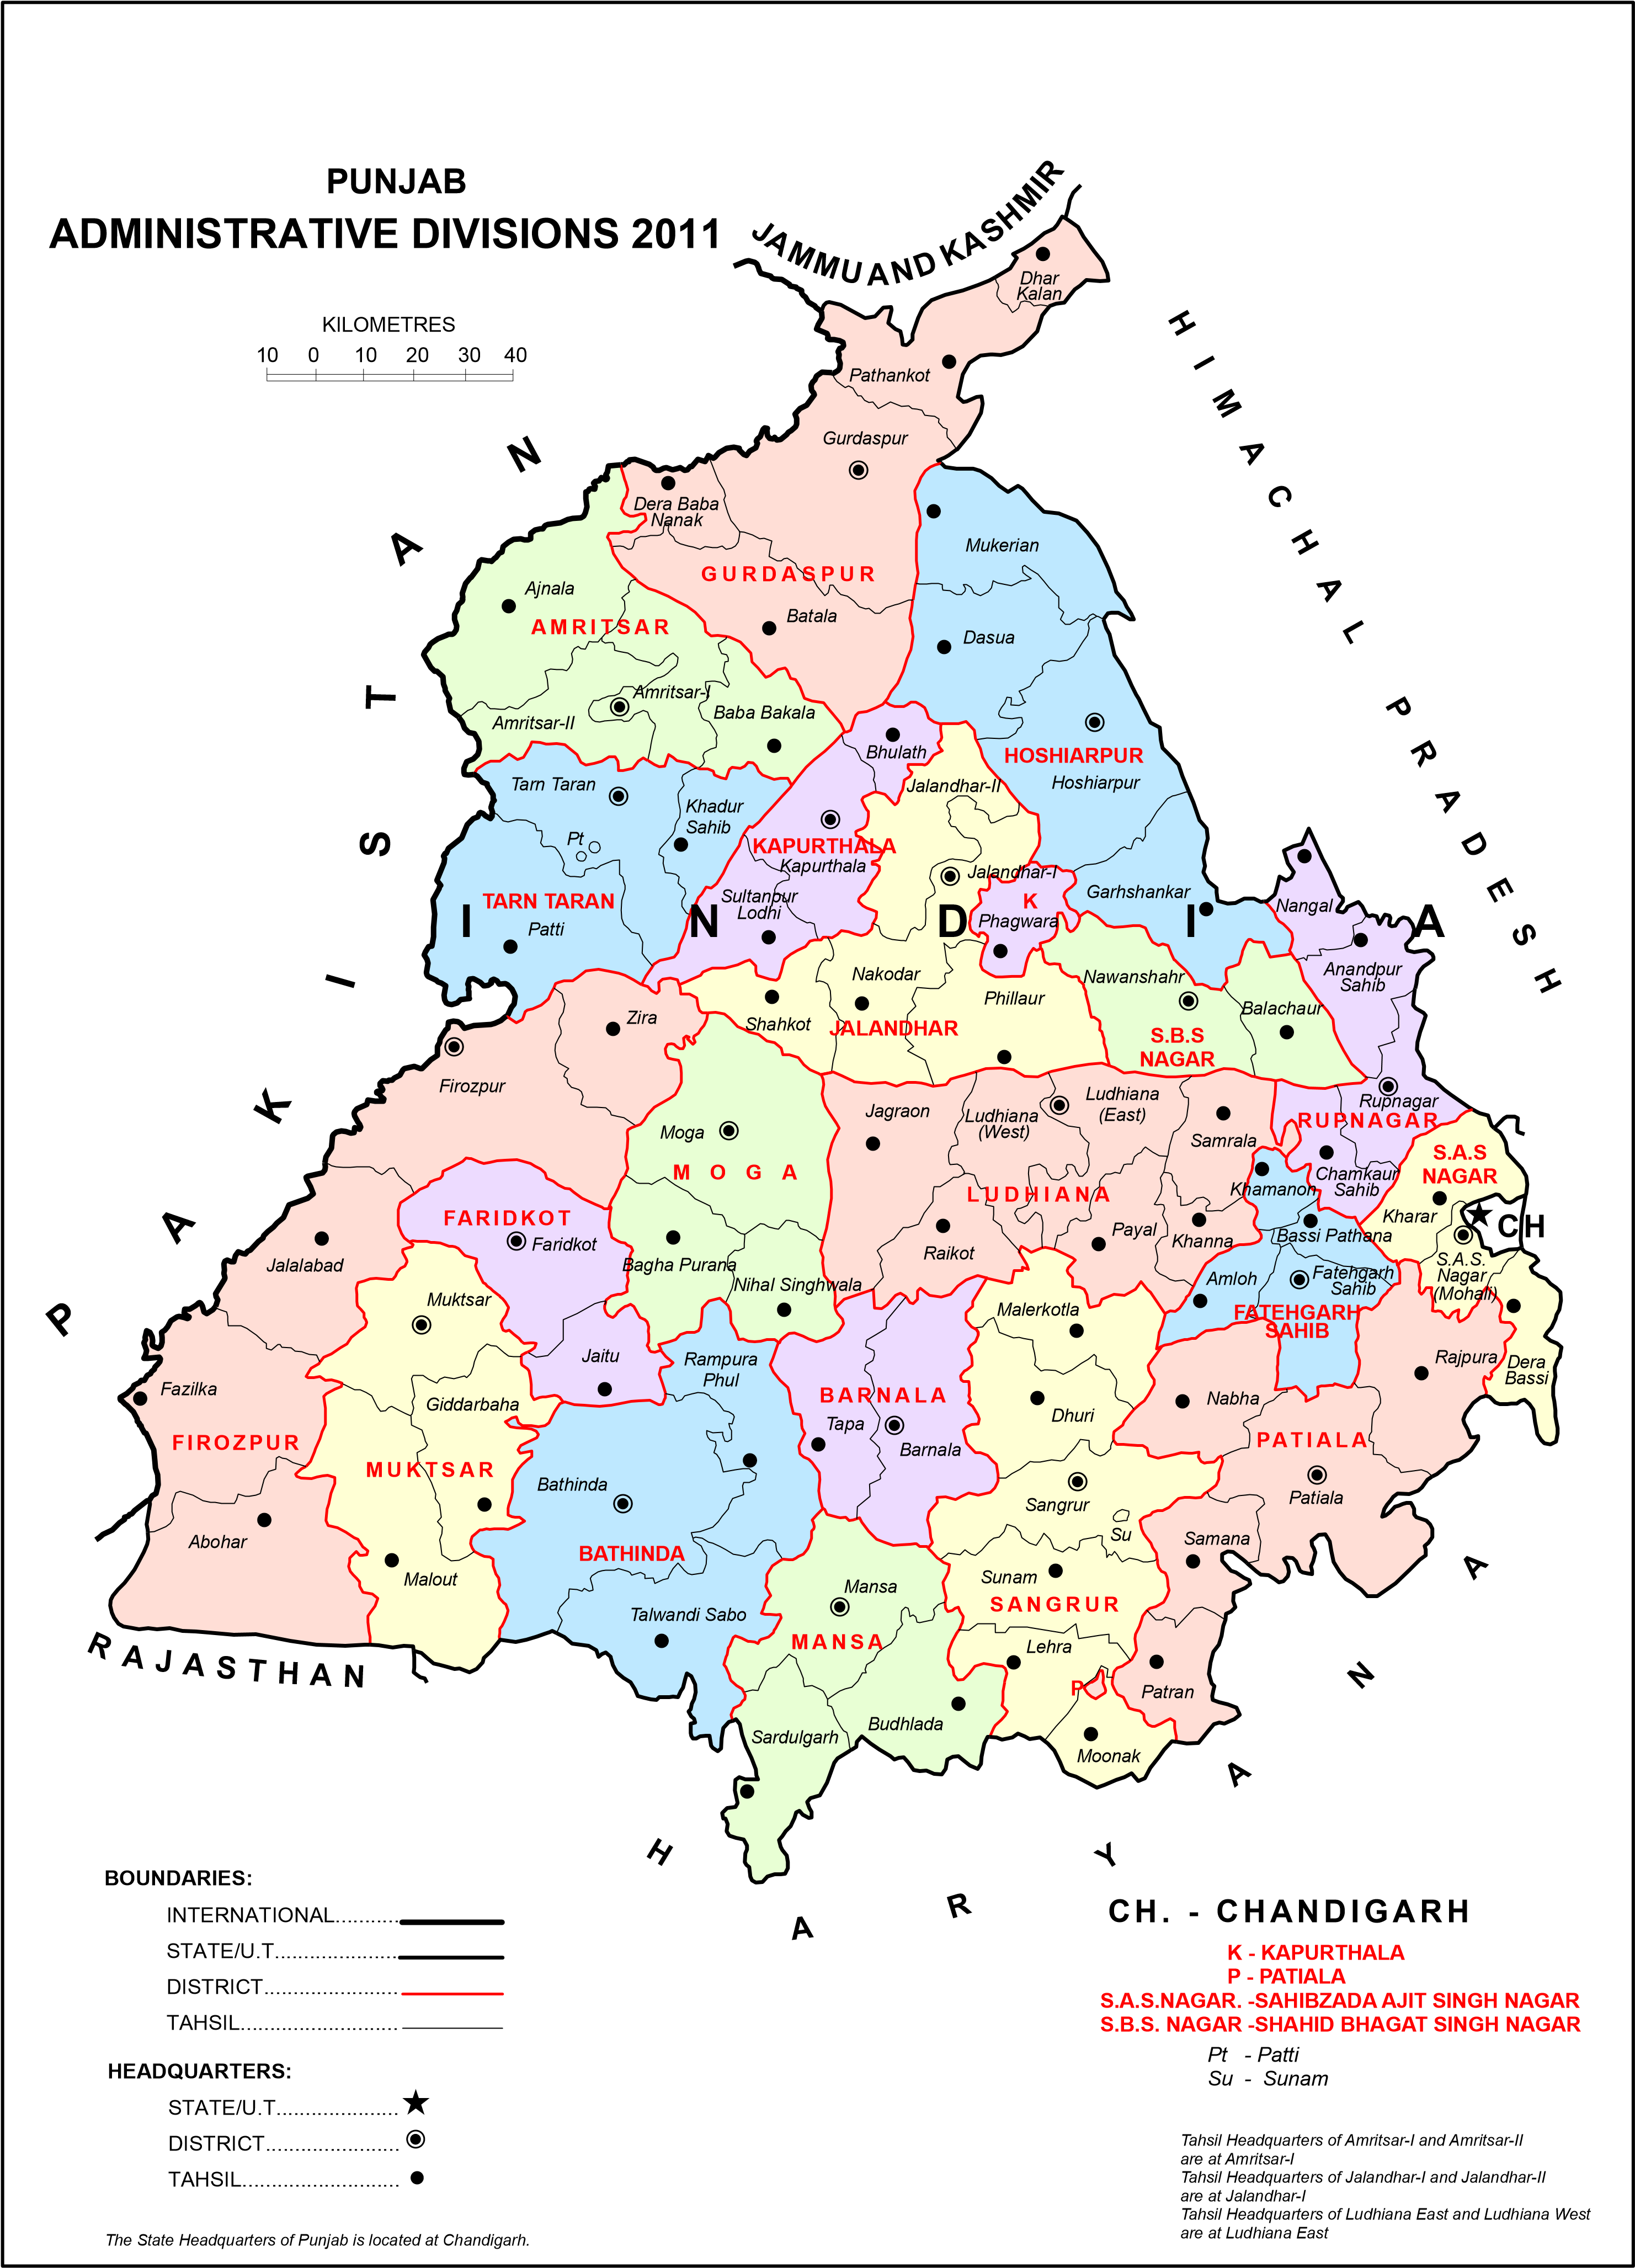 PUNJAB
ADMINISTRATIVE DIVISIONS 2011
KILOMETRES
10 0 10 20 30 40
JAMMU AND KASHMIR
HIMACHAL PRADESH
PAKISTAN
INDIA
RAJASTHAN
HARYANA
Dhar
Kalan
Pathankot
Gurdaspur
Dera Baba
Nanak
GURDASPUR
Batala
Mukerian
Dasua
HOSHIARPUR
Hoshiarpur
Garhshankar
Ajnala
AMRITSAR
Amritsar-I
Amritsar-II
Baba Bakala
Tarn Taran
Khadur
Sahib
Pt
TARN TARAN
Patti
Bhulath
KAPURTHALA
Kapurthala
Sultanpur
Lodhi
Jalandhar-II
Jalandhar-I
K
Phagwara
Nakodar
Shahkot
JALANDHAR
Phillaur
Nawanshahr
Balachaur
S.B.S
NAGAR
Nangal
Anandpur
Sahib
Rupnagar
RUPNAGAR
Chamkaur
Sahib
S.A.S
NAGAR
Kharar
CH
S.A.S.
Nagar
(Mohali)
Dera
Bassi
Zira
Firozpur
Jalalabad
Fazilka
FIROZPUR
Abohar
Moga
MOGA
Bagha Purana
Nihal Singhwala
FARIDKOT
Faridkot
Jaitu
Muktsar
Giddarbaha
MUKTSAR
Malout
Jagraon
Ludhiana
(West)
Ludhiana
(East)
Samrala
LUDHIANA
Raikot
Payal
Khanna
Khamanon
Bassi Pathana
Amloh
Fatehgarh
Sahib
FATEHGARH
SAHIB
Rampura
Phul
Bathinda
BATHINDA
Talwandi Sabo
BARNALA
Tapa
Barnala
Malerkotla
Dhuri
Sangrur
Su
Sunam
SANGRUR
Lehra
P
Moonak
Nabha
Rajpura
PATIALA
Patiala
Samana
Patran
Mansa
MANSA
Sardulgarh
Budhlada
BOUNDARIES:
INTERNATIONAL
STATE/U.T
DISTRICT
TAHSIL
HEADQUARTERS:
STATE/U.T
DISTRICT
TAHSIL
The State Headquarters of Punjab is located at Chandigarh.
CH. - CHANDIGARH
K - KAPURTHALA
P - PATIALA
S.A.S.NAGAR. -SAHIBZADA AJIT SINGH NAGAR
S.B.S. NAGAR -SHAHID BHAGAT SINGH NAGAR
Pt - Patti
Su - Sunam
Tahsil Headquarters of Amritsar-I and Amritsar-II
are at Amritsar-I
Tahsil Headquarters of Jalandhar-I and Jalandhar-II
are at Jalandhar-I
Tahsil Headquarters of Ludhiana East and Ludhiana West
are at Ludhiana East